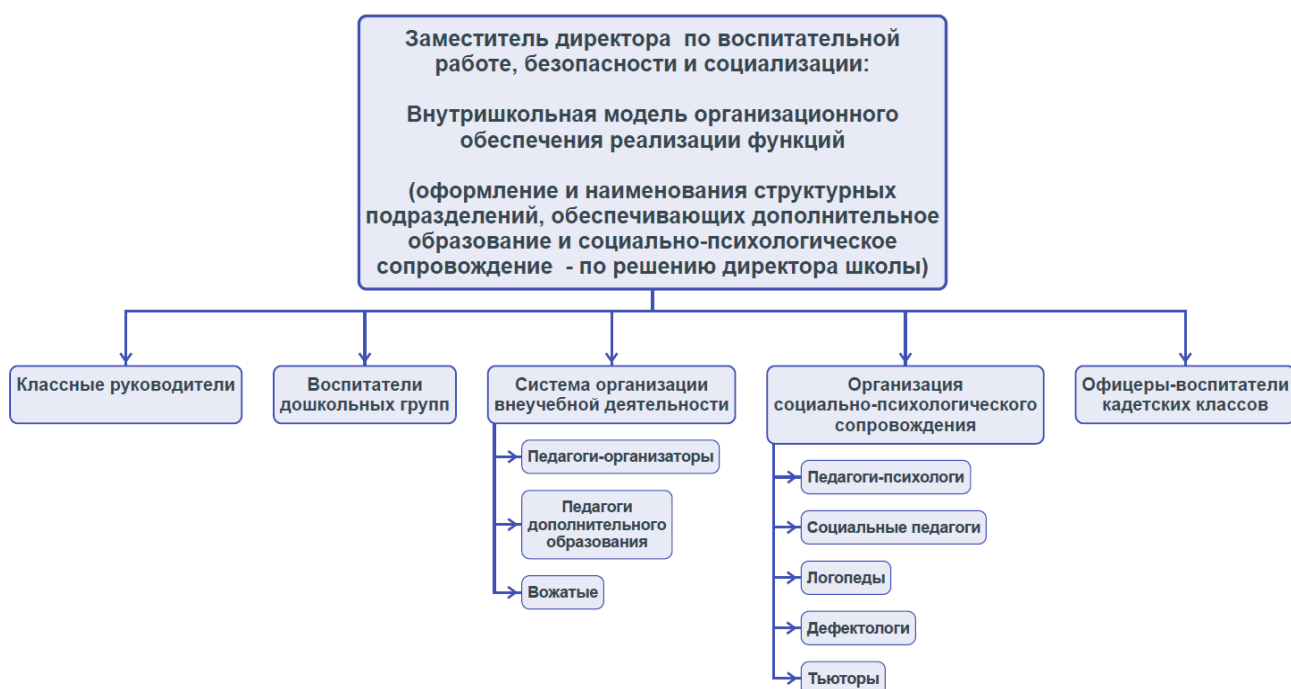 Заместитель директора  по воспитательной
работе, безопасности и социализации:
Внутришкольная модель организационного
обеспечения реализации функций
(оформление и наименования структурных
подразделений, обеспечивающих дополнительное
образование и социально-психологическое
сопровождение  - по решению директора школы)
Классные руководители
Воспитатели
дошкольных групп
Система организации
внеучебной деятельности
Педагоги-организаторы
Педагоги
дополнительного
образования
Вожатые
Организация
социально-психологического
сопровождения
Педагоги-психологи
Социальные педагоги
Логопеды
Дефектологи
Тьюторы
Офицеры-воспитатели
кадетских классов